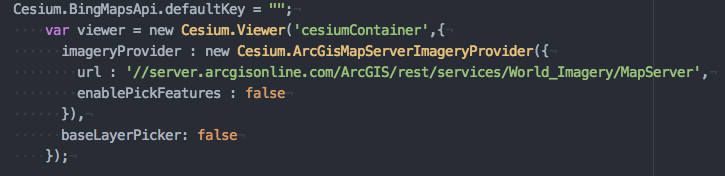 Cesium.BingMapsApi.defaultKey = "";
var viewer = new Cesium.Viewer('cesiumContainer',{
imageryProvider : new Cesium.ArcGisMapServerImageryProvider({
url : '//server.arcgisonline.com/ArcGIS/rest/services/World_Imagery/MapServer',
enablePickFeatures : false
}),
baseLayerPicker: false
});